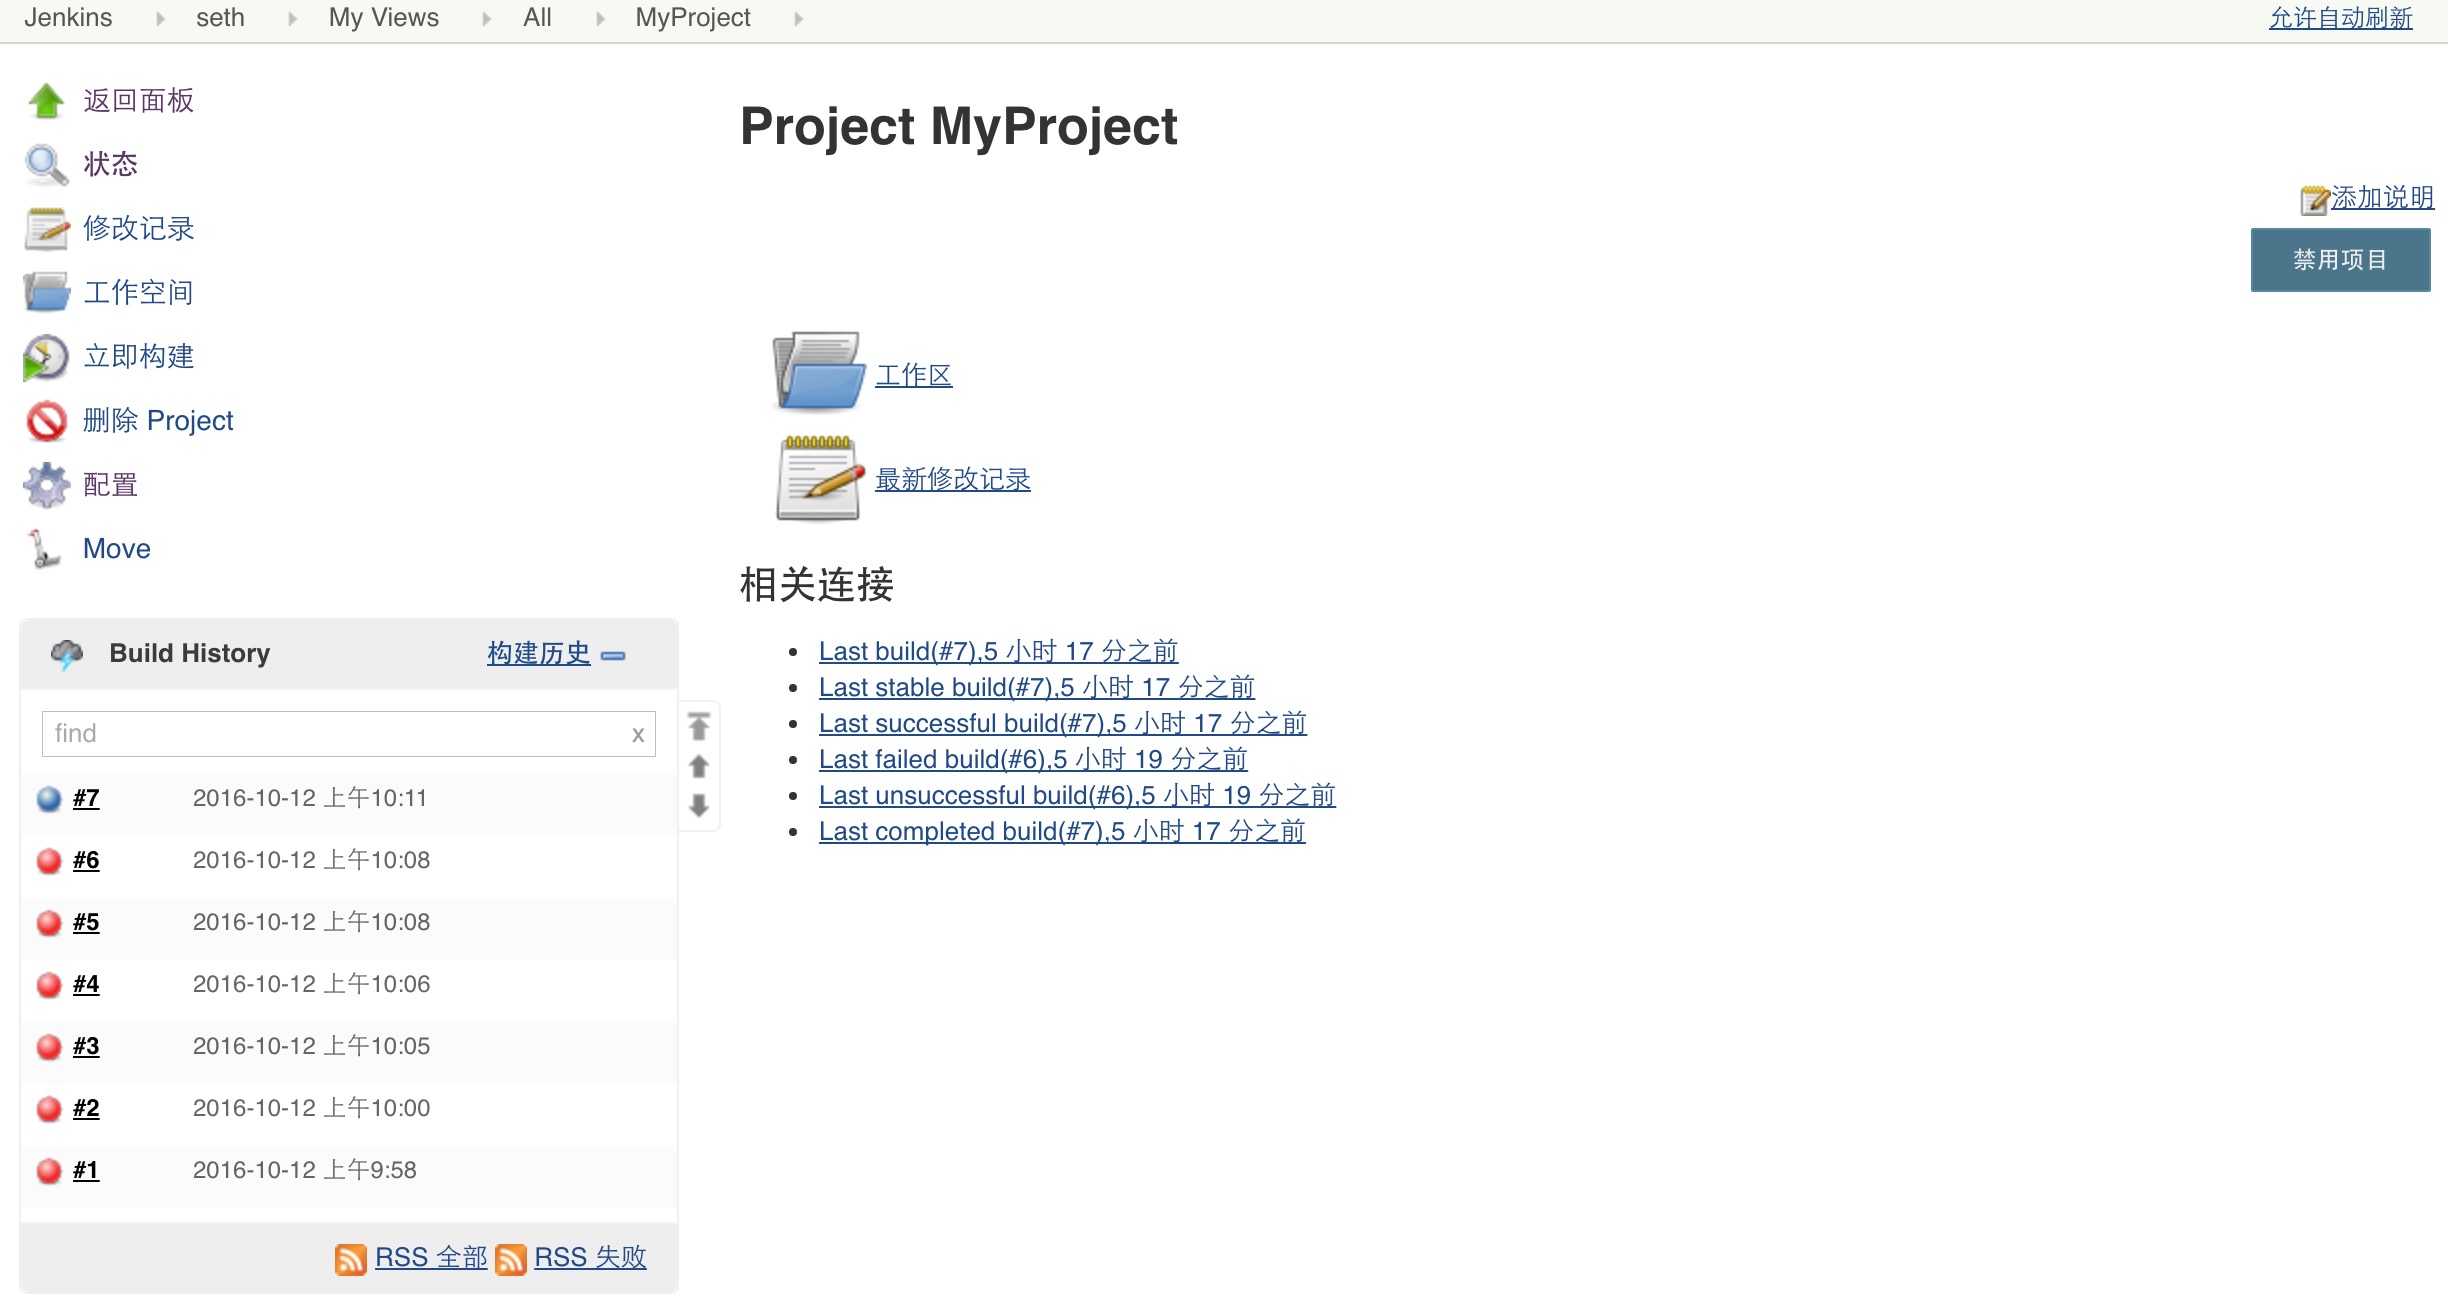 Jenkins seth My Views All MyProject 允许自动刷新
返回面板
状态
修改记录
工作空间
立即构建
删除 Project
配置
Move
Build History 构建历史
find x
#7 2016-10-12 上午10:11
#6 2016-10-12 上午10:08
#5 2016-10-12 上午10:08
#4 2016-10-12 上午10:06
#3 2016-10-12 上午10:05
#2 2016-10-12 上午10:00
#1 2016-10-12 上午9:58
RSS 全部 RSS 失败
Project MyProject
添加说明
禁用项目
工作区
最新修改记录
相关连接
Last build(#7),5 小时 17 分之前
Last stable build(#7),5 小时 17 分之前
Last successful build(#7),5 小时 17 分之前
Last failed build(#6),5 小时 19 分之前
Last unsuccessful build(#6),5 小时 19 分之前
Last completed build(#7),5 小时 17 分之前